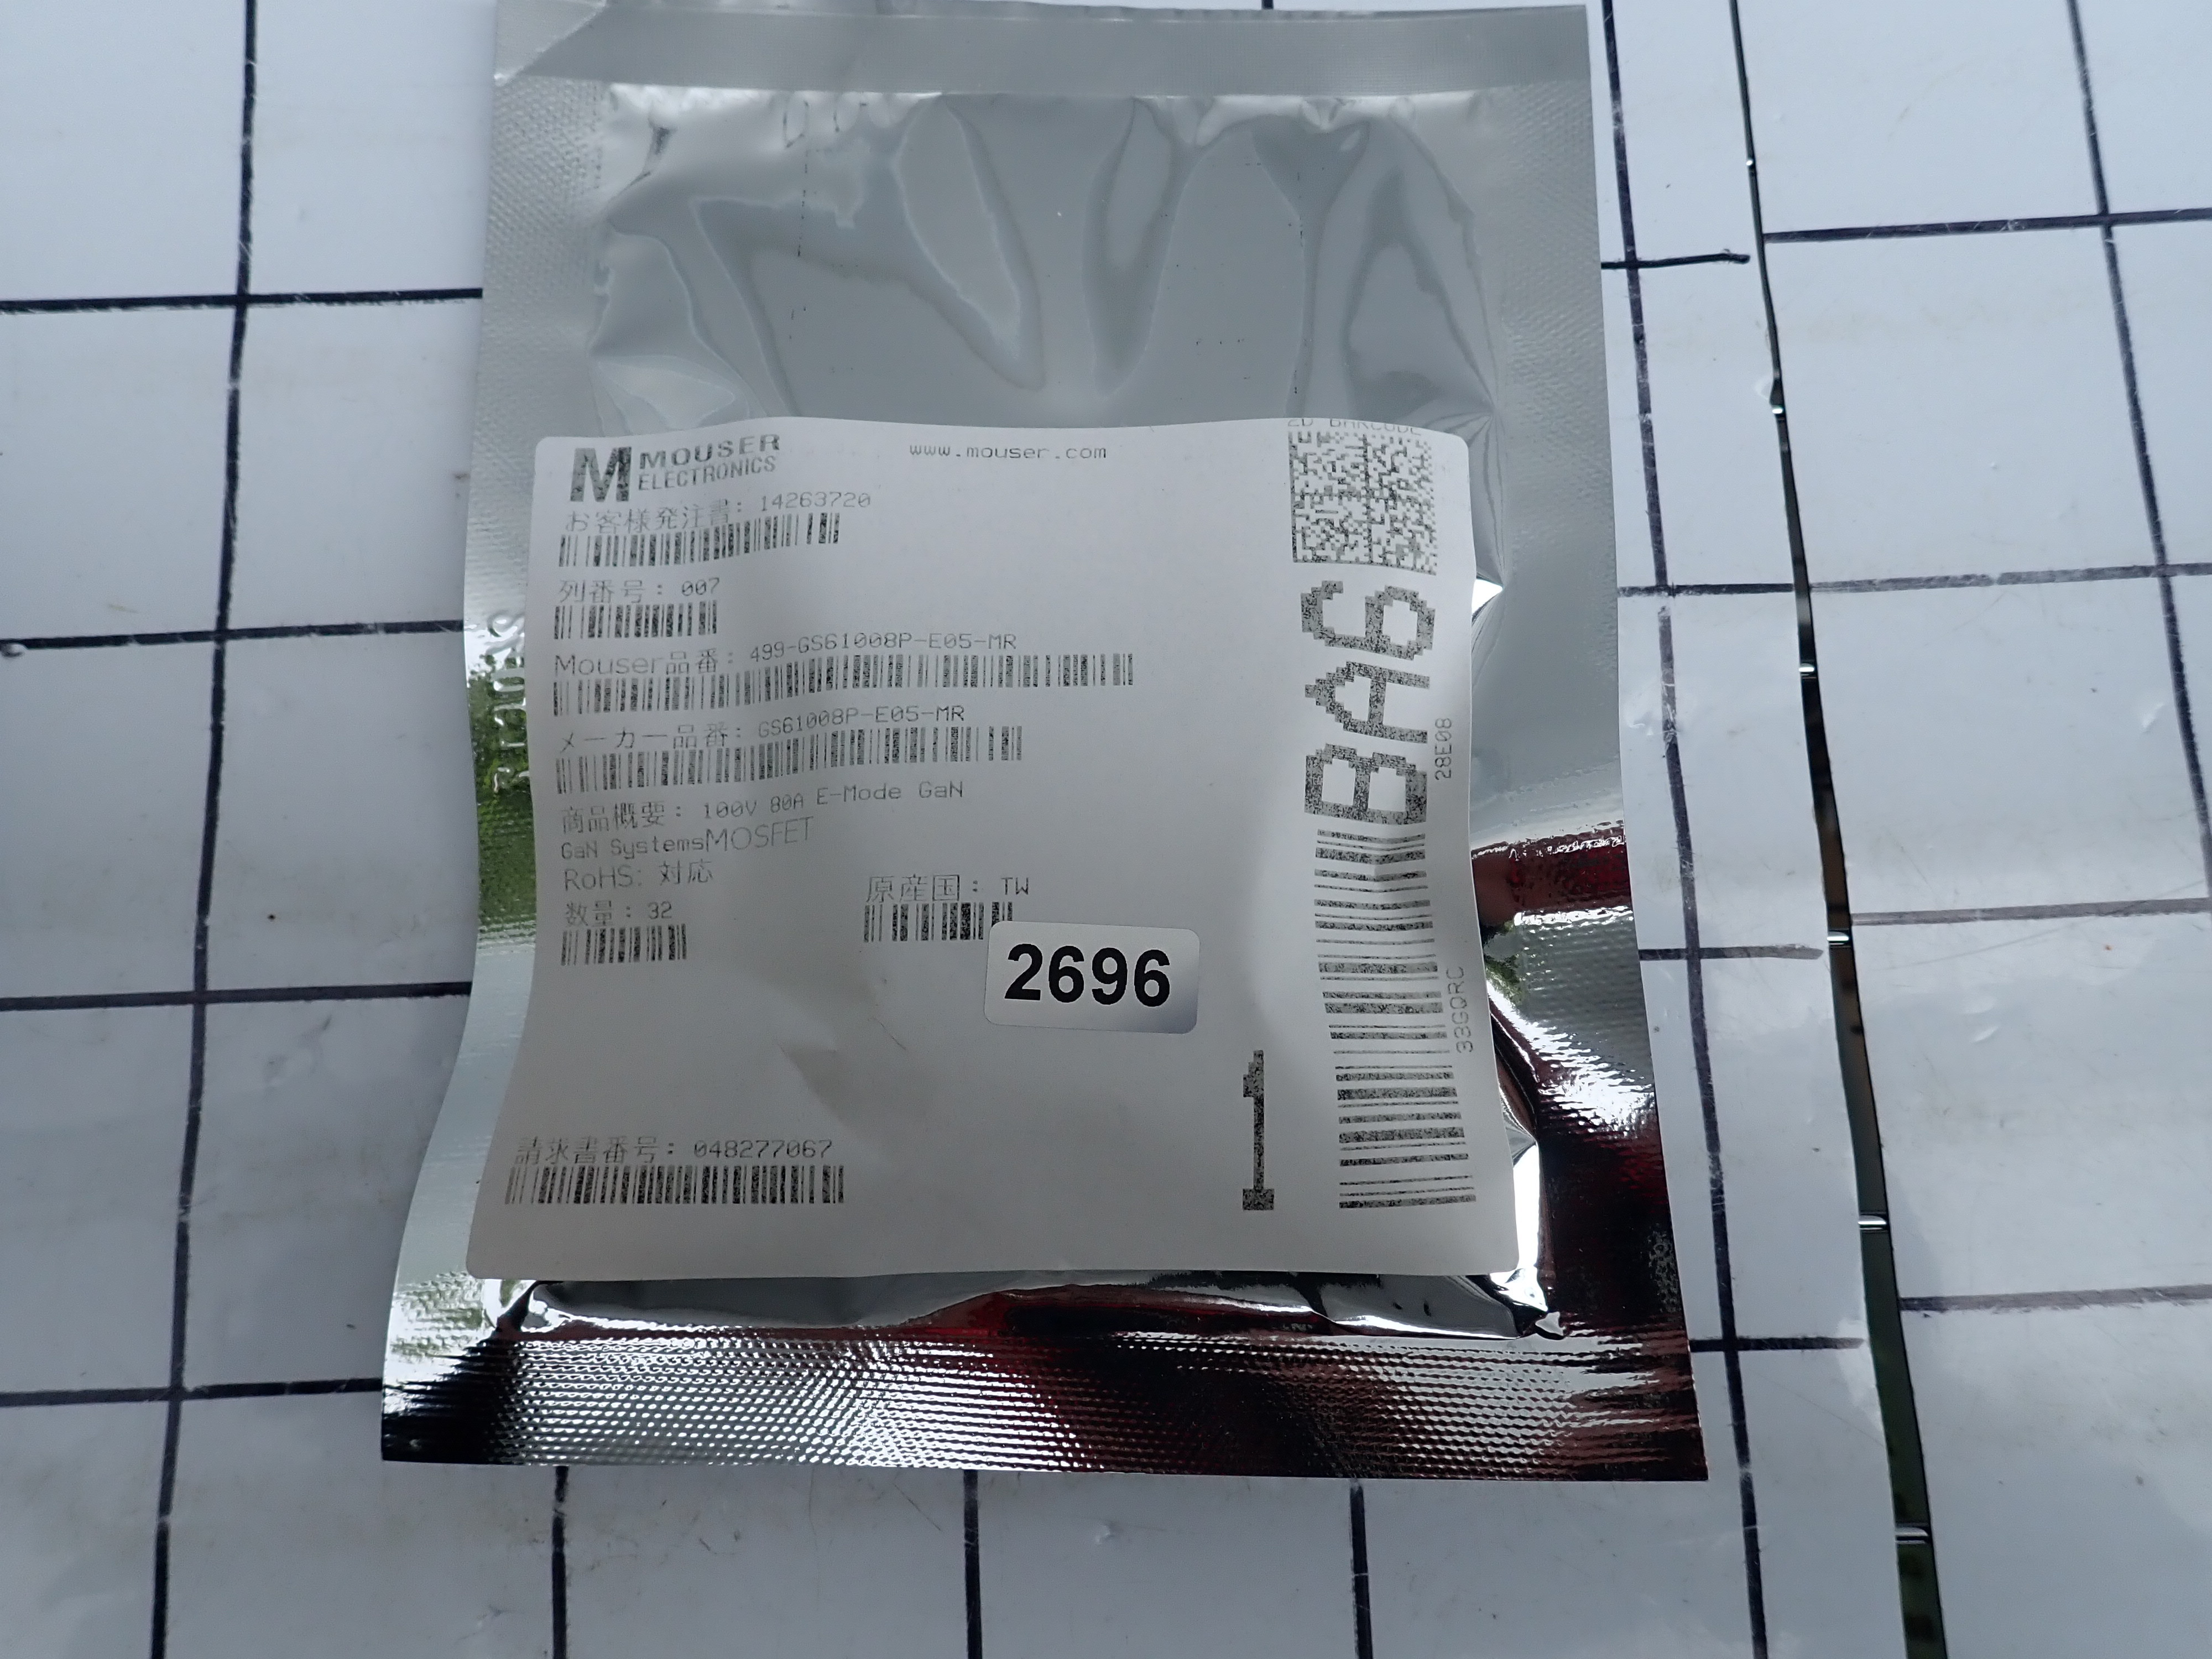 MOUSER
ELECTRONICS
www.mouser.com
2D BARCODE
お客様発注書: 14263720
列番号: 007
Mouser品番: 499-GS61008P-E05-MR
メーカー品番: GS61008P-E05-MR
商品概要: 100V 80A E-Mode GaN
GaN SystemsMOSFET
RoHS: 対応
数量: 32
原産国: TW
2696
請求書番号: 048277067
BA6
28E08
33GQRC
1